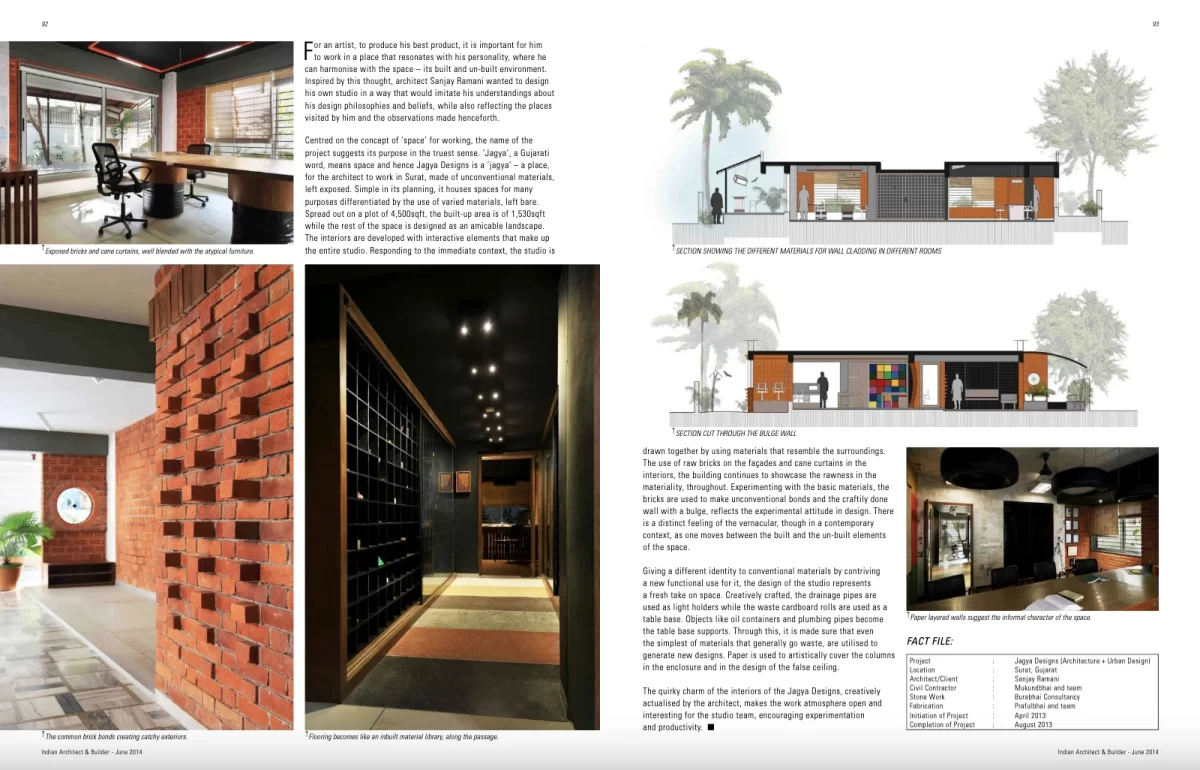 92
For an artist, to produce his best product, it is important for him
to work in a place that resonates with his personality, where he
can harmonise with the space – its built and un-built environment.
Inspired by this thought, architect Sanjay Ramani wanted to design
his own studio in a way that would imitate his understandings about
his design philosophies and beliefs, while also reflecting the places
visited by him and the observations made henceforth.
Centred on the concept of ‘space’ for working, the name of the
project suggests its purpose in the truest sense. ‘Jagya’, a Gujarati
word, means space and hence Jagya Designs is a ‘jagya’ – a place,
for the architect to work in Surat, made of unconventional materials,
left exposed. Simple in its planning, it houses spaces for many
purposes differentiated by the use of varied materials, left bare.
Spread out on a plot of 4,500sqft, the built-up area is of 1,530sqft
while the rest of the space is designed as an amicable landscape.
The interiors are developed with interactive elements that make up
the entire studio. Responding to the immediate context, the studio is
↑Exposed bricks and cane curtains, well blended with the atypical furniture.
↑The common brick bonds creating catchy exteriors.
↑Flooring becomes like an inbuilt material library, along the passage.
Indian Architect & Builder - June 2014
93
↑SECTION SHOWING THE DIFFERENT MATERIALS FOR WALL CLADDING IN DIFFERENT ROOMS
↑SECTION CUT THROUGH THE BULGE WALL
drawn together by using materials that resemble the surroundings.
The use of raw bricks on the façades and cane curtains in the
interiors, the building continues to showcase the rawness in the
materiality, throughout. Experimenting with the basic materials, the
bricks are used to make unconventional bonds and the craftily done
wall with a bulge, reflects the experimental attitude in design. There
is a distinct feeling of the vernacular, though in a contemporary
context, as one moves between the built and the un-built elements
of the space.
Giving a different identity to conventional materials by contriving
a new functional use for it, the design of the studio represents
a fresh take on space. Creatively crafted, the drainage pipes are
used as light holders while the waste cardboard rolls are used as a
table base. Objects like oil containers and plumbing pipes become
the table base supports. Through this, it is made sure that even
the simplest of materials that generally go waste, are utilised to
generate new designs. Paper is used to artistically cover the columns
in the enclosure and in the design of the false ceiling.
The quirky charm of the interiors of the Jagya Designs, creatively
actualised by the architect, makes the work atmosphere open and
interesting for the studio team, encouraging experimentation
and productivity. ■
↑Paper layered walls suggest the informal character of the space.
FACT FILE:
Project : Jagya Designs (Architecture + Urban Design)
Location : Surat, Gujarat
Architect/Client : Sanjay Ramani
Civil Contractor : Mukundbhai and team
Stone Work : Burabhai Consultancy
Fabrication : Prafulbhai and team
Initiation of Project : April 2013
Completion of Project : August 2013
Indian Architect & Builder - June 2014